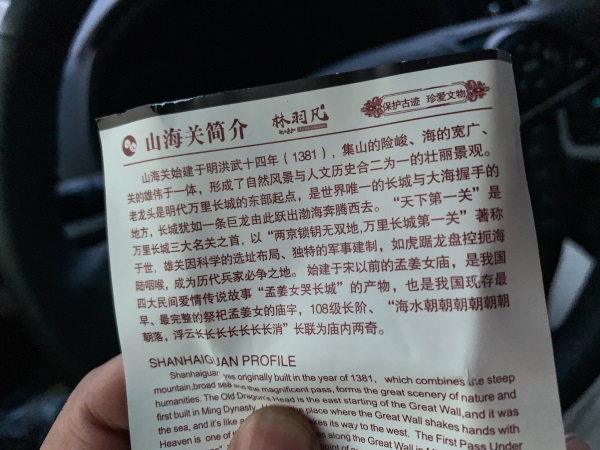 山海关简介
林羽凡
保护古迹 珍爱文物
山海关始建于明洪武十四年（1381），集山的险峻、海的宽广、
关的雄伟于一体，形成了自然风景与人文历史合二为一的壮丽景观。
老龙头是明代万里长城的东部起点，是世界唯一的长城与大海握手的
地方，长城犹如一条巨龙由此跃出渤海奔腾西去。“天下第一关”是
万里长城三大名关之首，以“两京锁钥无双地,万里长城第一关”著称
于世，雄关因科学的选址布局、独特的军事建制，如虎踞龙盘控扼海
陆咽喉，成为历代兵家必争之地。始建于宋以前的孟姜女庙，是我国
四大民间爱情传说故事“孟姜女哭长城”的产物，也是我国现存最
早、最完整的祭祀孟姜女的庙宇，108级长阶、“海水朝朝朝朝朝朝
朝落，浮云长长长长长长长消”长联为庙内两奇。
SHANHAIGUAN PROFILE
Shanhaiguan was originally built in the year of 1381, which combines the steep
mountain,broad sea and the magnificent pass, forms the great scenery of nature and
humanities. The Old Dragon's Head is the east starting of the Great Wall,and it was
first built in Ming Dynasty. place where the Great Wall shakes hands with
the sea, and it's like a its way to the west. The First Pass Under
Heaven is one of along the Great Wall in